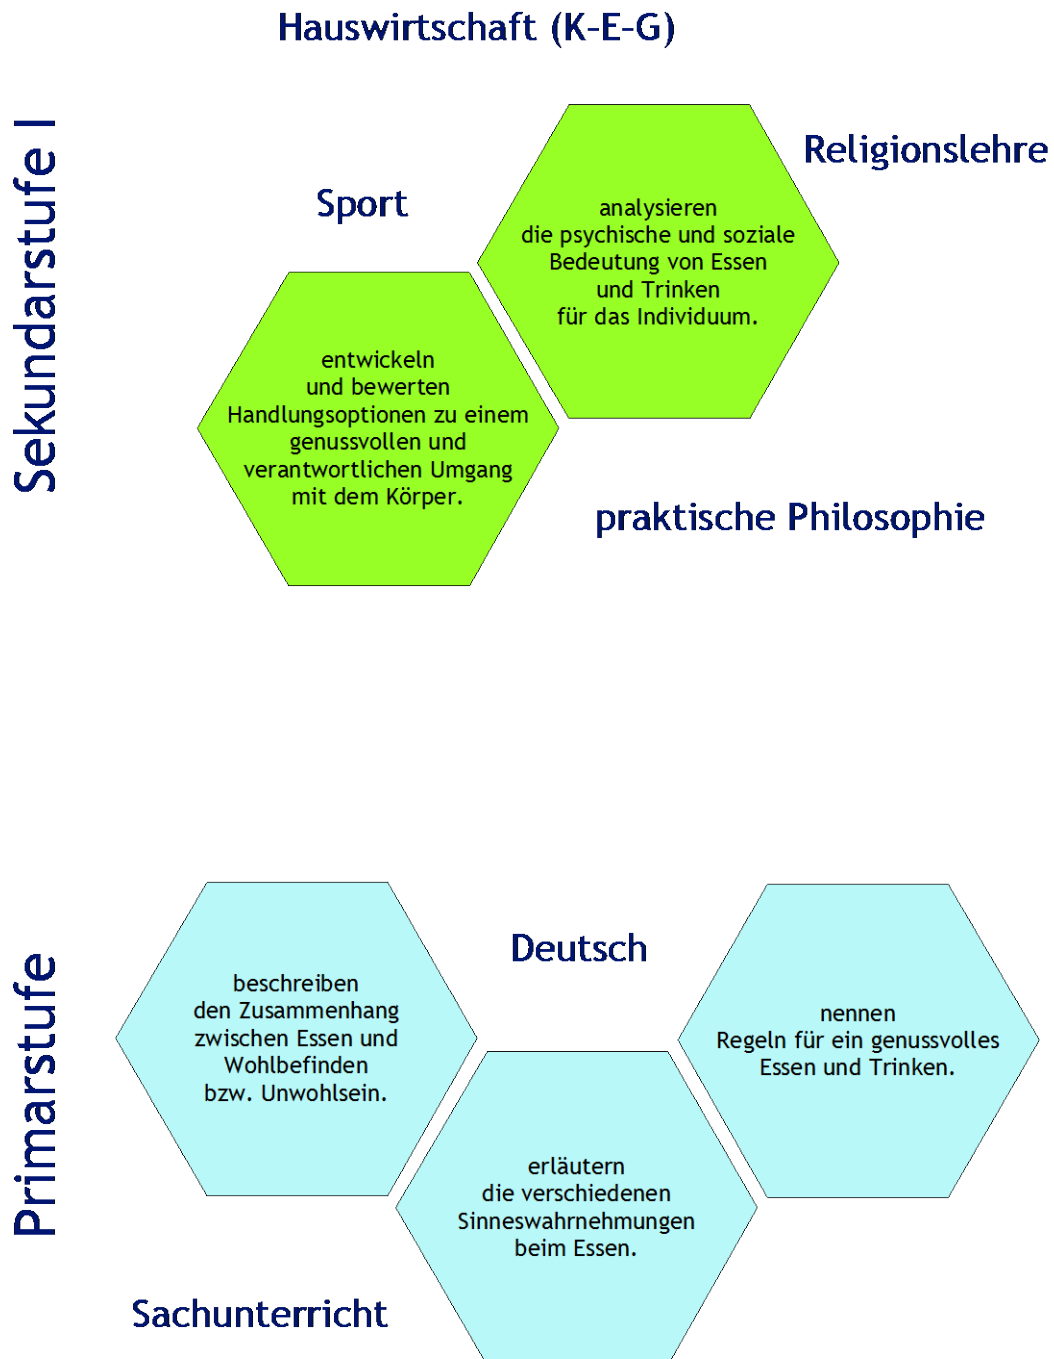 Hauswirtschaft (K-E-G)
Sekundarstufe I
Religionslehre
Sport
analysieren
die psychische und soziale
Bedeutung von Essen
und Trinken
für das Individuum.
entwickeln
und bewerten
Handlungsoptionen zu einem
genussvollen und
verantwortlichen Umgang
mit dem Körper.
praktische Philosophie
Primarstufe
Deutsch
beschreiben
den Zusammenhang
zwischen Essen und
Wohlbefinden
bzw. Unwohlsein.
nennen
Regeln für ein genussvolles
Essen und Trinken.
erläutern
die verschiedenen
Sinneswahrnehmungen
beim Essen.
Sachunterricht